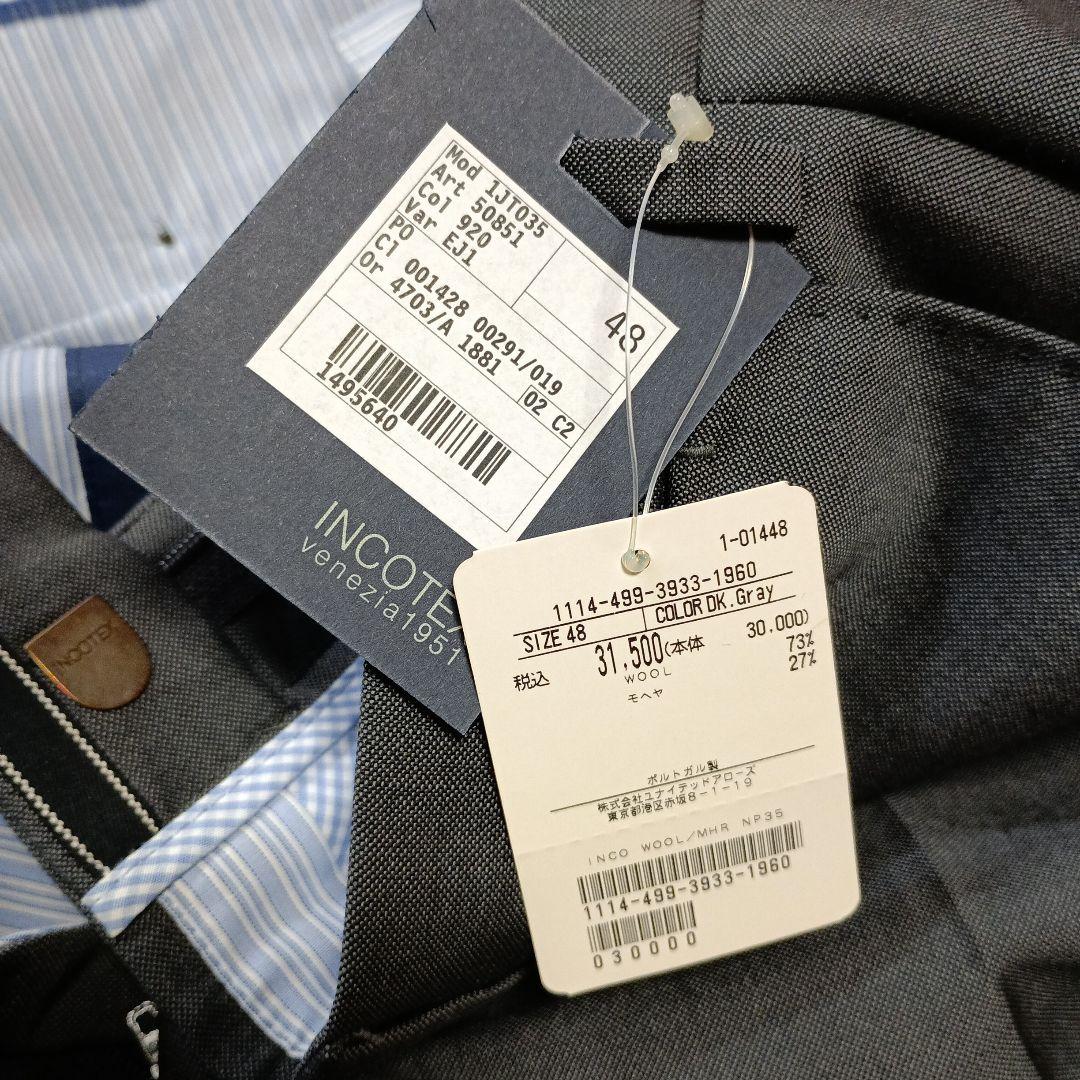 Mod 1JT035
Art 50851
Col 920
Var EJ1
48
PO
Cl 001428 00291/019
Or 4703/A 1881 02 C2
1495640
INCOTEX
venezia1951
INCOTEX
1-01448
1114-499-3933-1960
SIZE 48 COLOR DK.Gray
税込 31,500(本体 30,000)
WOOL 73%
モヘヤ 27%
ポルトガル製
株式会社ユナイテッドアローズ
東京都港区赤坂8-1-19
INCO WOOL/MHR NP35
1114-499-3933-1960
030000